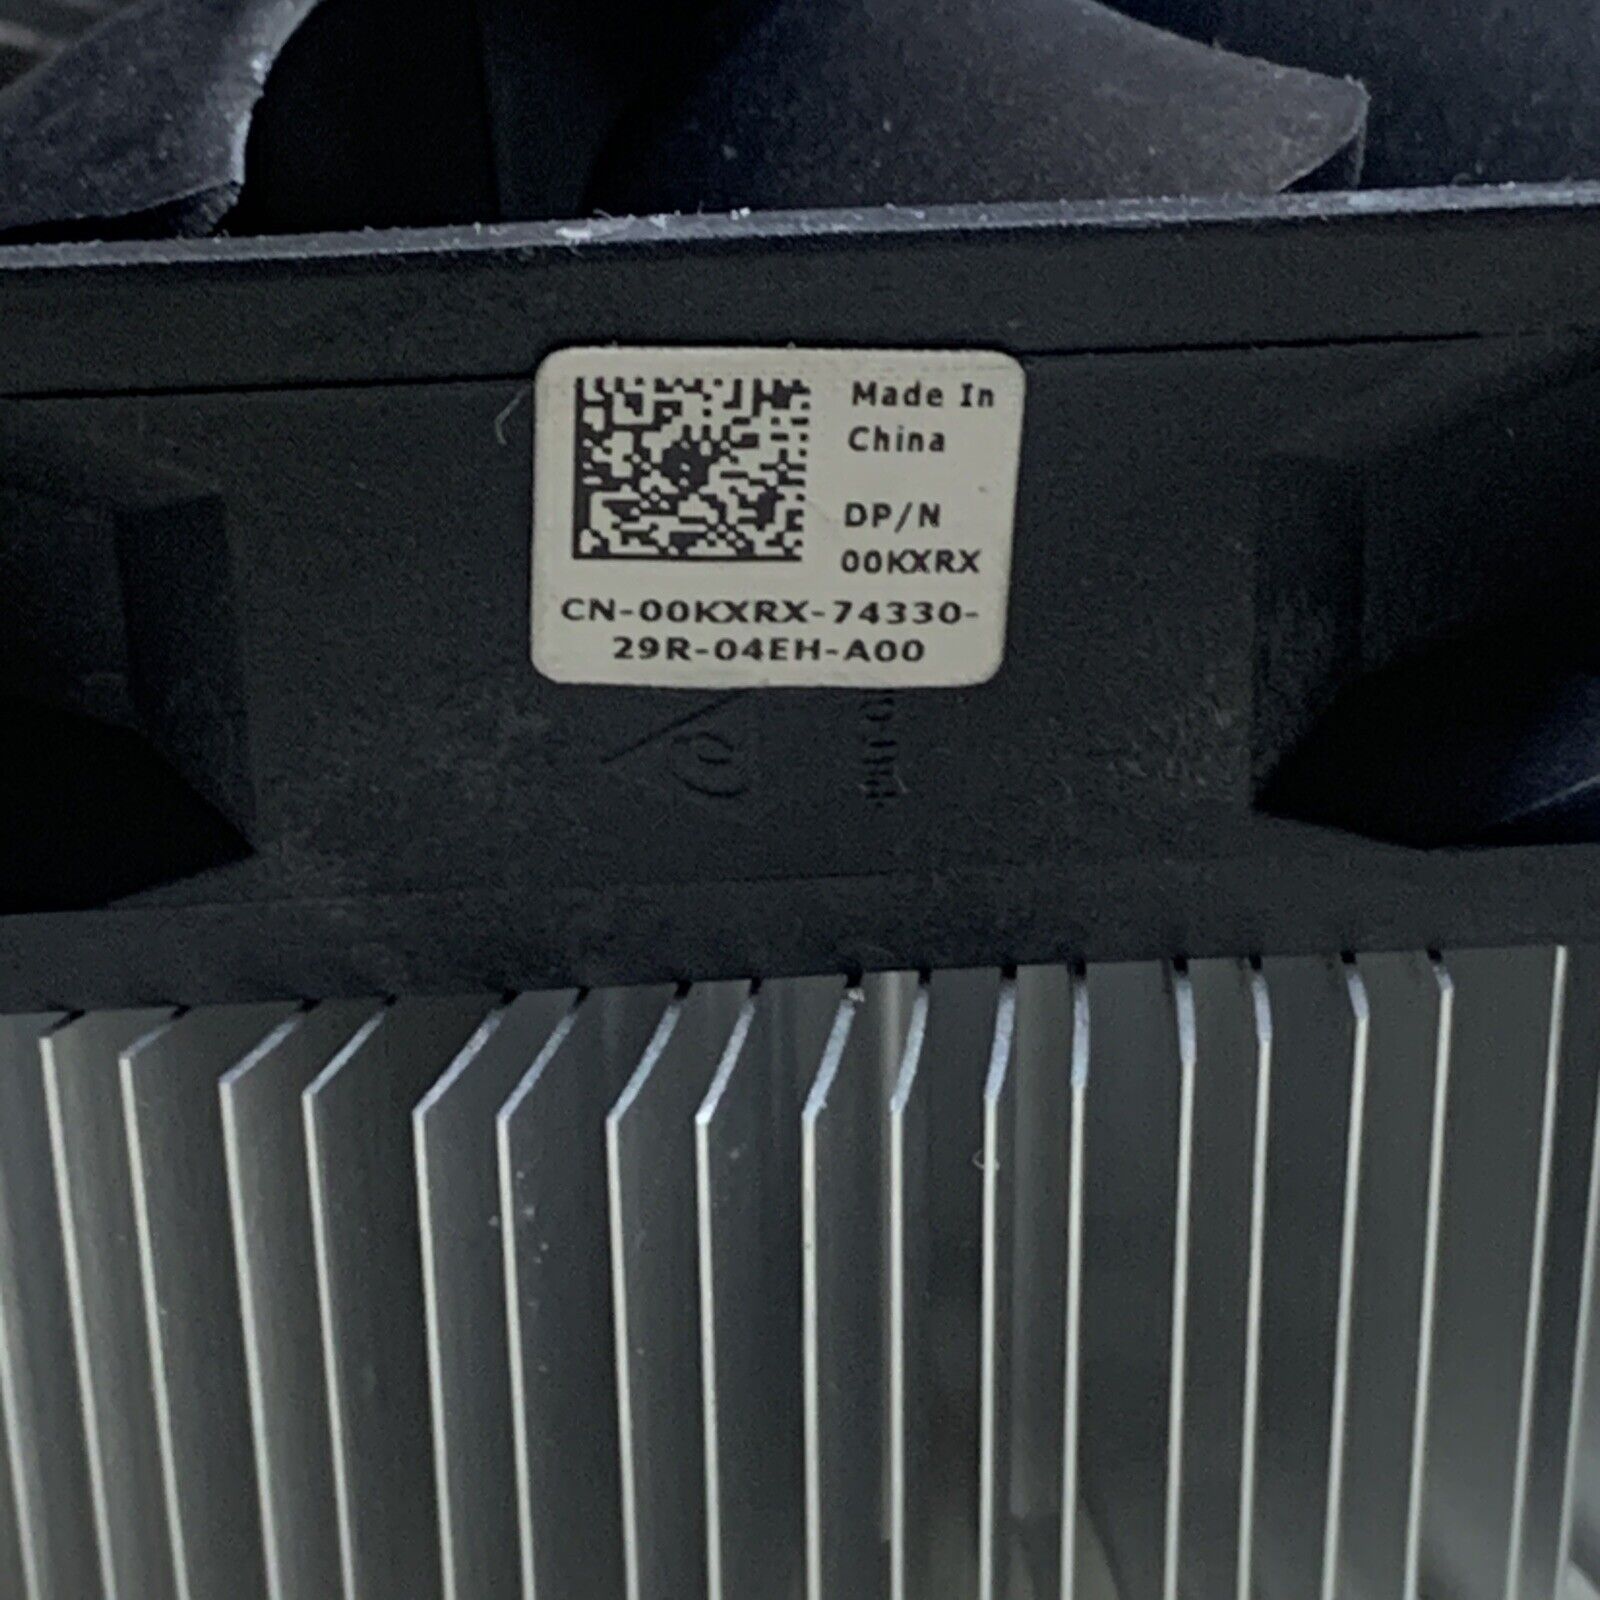 Made In
China
DP/N
00KXRX
CN-00KXRX-74330-
29R-04EH-A00